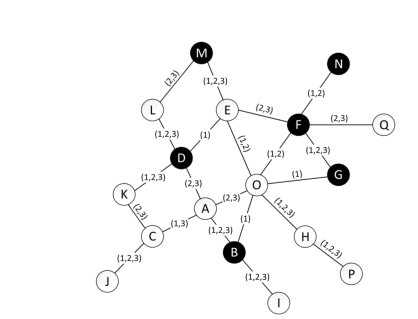 M
N
(2,3)
(1,2,3)
(1,2)
L
E
(2,3)
F
(2,3)
Q
(1,2,3)
(1)
(1,2)
(1,2)
(1,2,3)
D
(1,2,3)
(2,3)
(1)
G
K
O
(2,3)
(2,3)
A
(1,2,3)
C
(1,3)
(1,2,3)
(1)
H
B
(1,2,3)
(1,2,3)
J
(1,2,3)
P
I